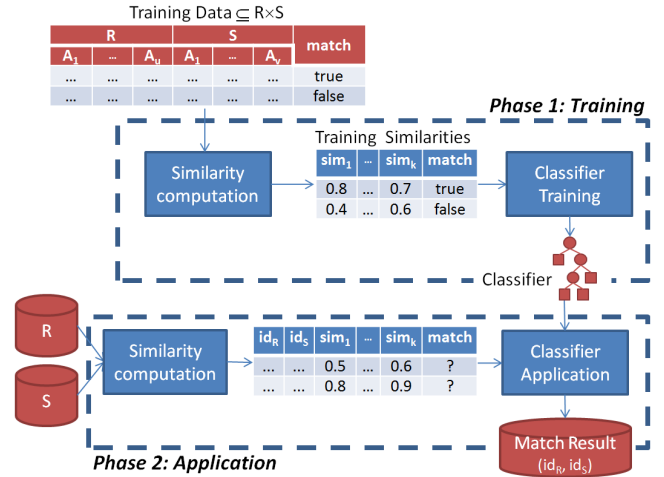 Training Data ⊆ R×S
R S match
A1 ... Au A1 ... Av
... ... ... ... ... ... true
... ... ... ... ... ... false
Phase 1: Training
Training Similarities
Similarity
computation
sim1 ... simk match
0.8 ... 0.7 true
0.4 ... 0.6 false
Classifier
Training
Classifier
R
S
Similarity
computation
idR idS sim1 ... simk match
... ... 0.5 ... 0.6 ?
... ... 0.8 ... 0.9 ?
Classifier
Application
Match Result
(idR, idS)
Phase 2: Application